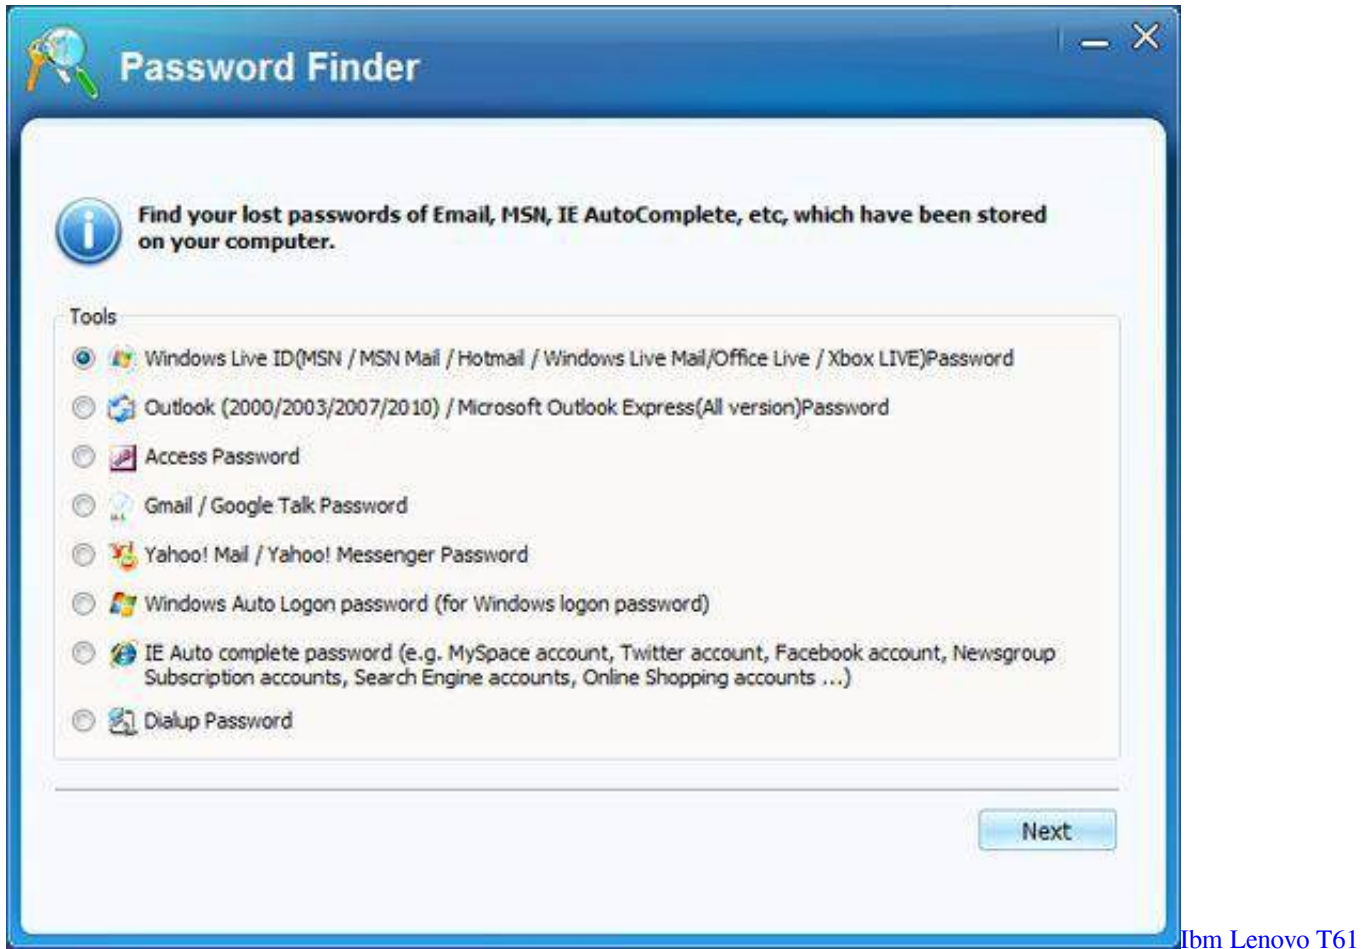 Password Finder
Find your lost passwords of Email, MSN, IE AutoComplete, etc, which have been stored
on your computer.
Tools
Windows Live ID(MSN / MSN Mail / Hotmail / Windows Live Mail/Office Live / Xbox LIVE)Password
Outlook (2000/2003/2007/2010) / Microsoft Outlook Express(All version)Password
Access Password
Gmail / Google Talk Password
Yahoo! Mail / Yahoo! Messenger Password
Windows Auto Logon password (for Windows logon password)
IE Auto complete password (e.g. MySpace account, Twitter account, Facebook account, Newsgroup
Subscription accounts, Search Engine accounts, Online Shopping accounts ...)
Dialup Password
Next
Ibm Lenovo T61